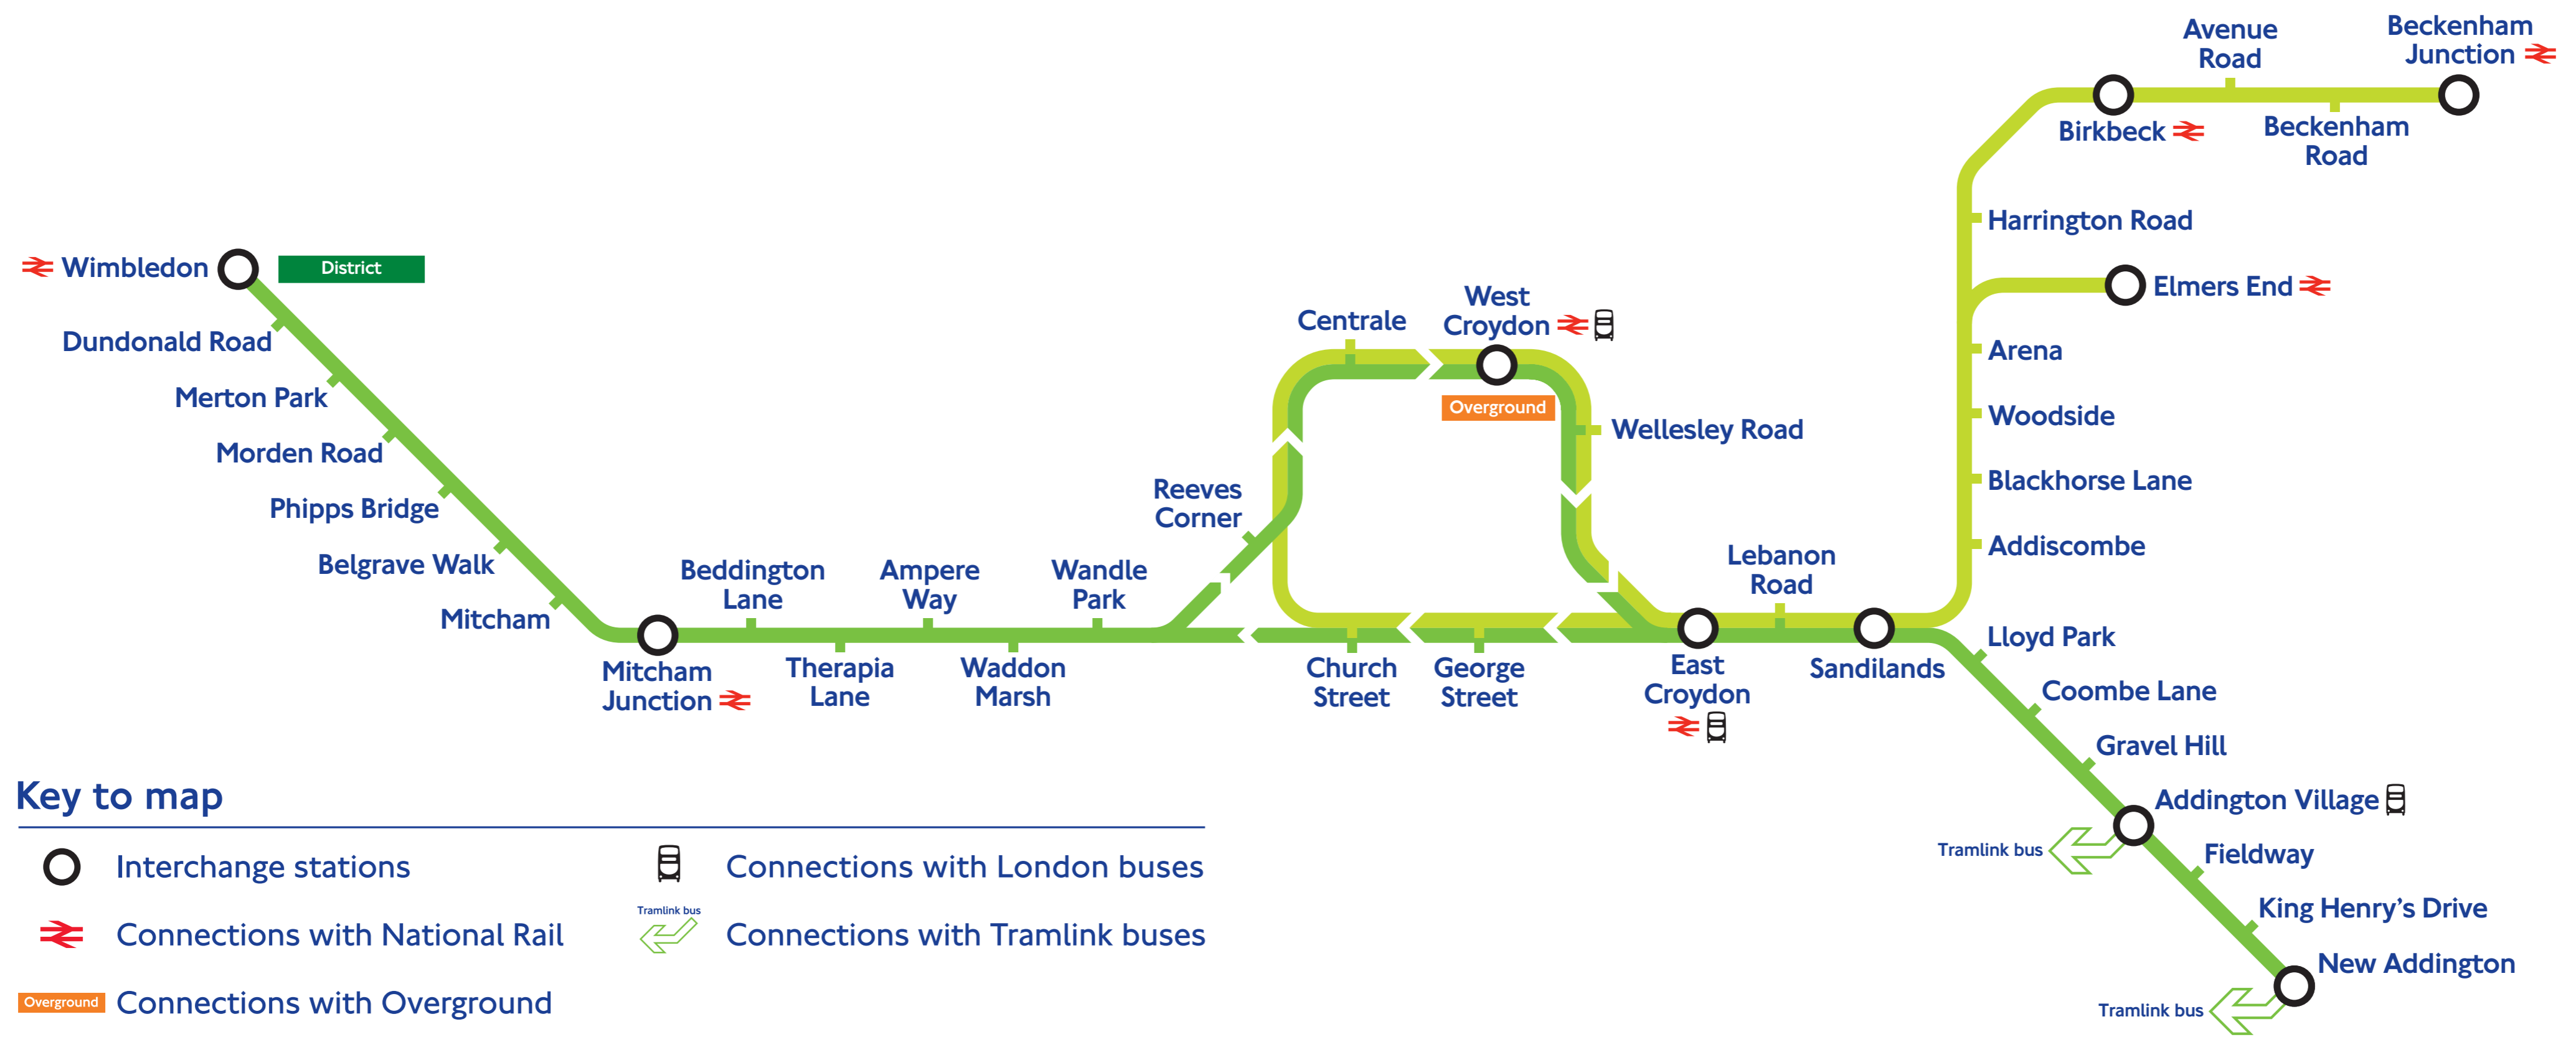 Avenue
Road
Beckenham
Junction
Birkbeck
Beckenham
Road
Harrington Road
Wimbledon
District
Elmers End
Dundonald Road
Merton Park
Morden Road
Phipps Bridge
Belgrave Walk
Mitcham
Mitcham
Junction
Beddington
Lane
Therapia
Lane
Ampere
Way
Waddon
Marsh
Wandle
Park
Reeves
Corner
Centrale
West
Croydon
Overground
Wellesley Road
Church
Street
George
Street
East
Croydon
Lebanon
Road
Sandilands
Arena
Woodside
Blackhorse Lane
Addiscombe
Lloyd Park
Coombe Lane
Gravel Hill
Addington Village
Tramlink bus
Fieldway
King Henry’s Drive
New Addington
Tramlink bus
Key to map
Interchange stations
Connections with National Rail
Overground
Connections with Overground
Connections with London buses
Tramlink bus
Connections with Tramlink buses